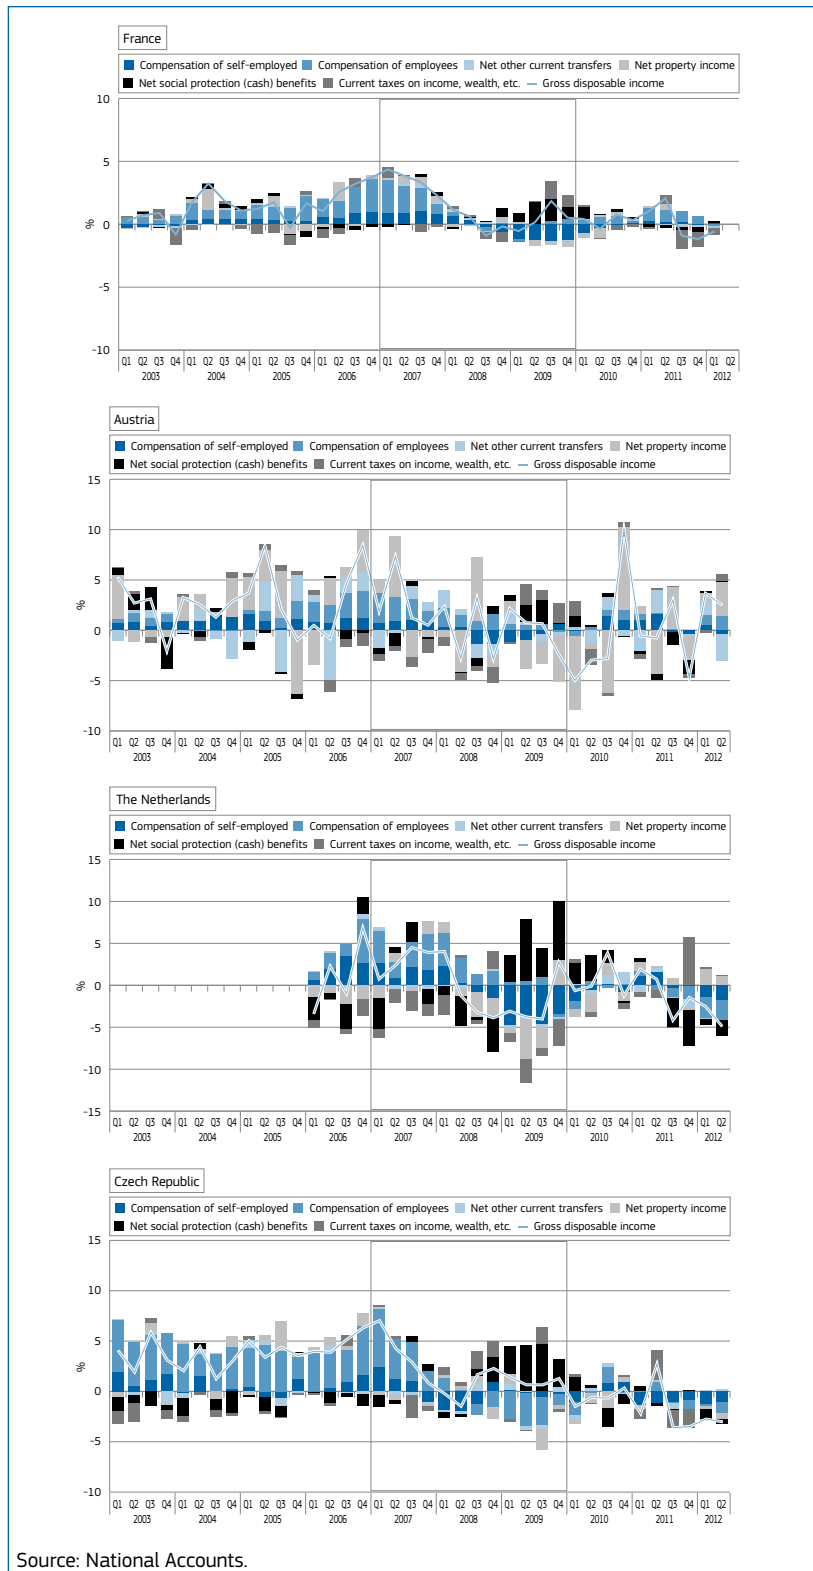 France
Compensation of self-employed Compensation of employees Net other current transfers Net property income
Net social protection (cash) benefits Current taxes on income, wealth, etc. Gross disposable income
10
5
0
-5
-10
%
Q1 Q2 Q3 Q4 Q1 Q2 Q3 Q4 Q1 Q2 Q3 Q4 Q1 Q2 Q3 Q4 Q1 Q2 Q3 Q4 Q1 Q2 Q3 Q4 Q1 Q2 Q3 Q4 Q1 Q2 Q3 Q4 Q1 Q2 Q3 Q4 Q1 Q2
2003 2004 2005 2006 2007 2008 2009 2010 2011 2012
Austria
Compensation of self-employed Compensation of employees Net other current transfers Net property income
Net social protection (cash) benefits Current taxes on income, wealth, etc. Gross disposable income
15
10
5
0
-5
-10
%
Q1 Q2 Q3 Q4 Q1 Q2 Q3 Q4 Q1 Q2 Q3 Q4 Q1 Q2 Q3 Q4 Q1 Q2 Q3 Q4 Q1 Q2 Q3 Q4 Q1 Q2 Q3 Q4 Q1 Q2 Q3 Q4 Q1 Q2 Q3 Q4 Q1 Q2
2003 2004 2005 2006 2007 2008 2009 2010 2011 2012
The Netherlands
Compensation of self-employed Compensation of employees Net other current transfers Net property income
Net social protection (cash) benefits Current taxes on income, wealth, etc. Gross disposable income
15
10
5
0
-5
-10
-15
%
Q1 Q2 Q3 Q4 Q1 Q2 Q3 Q4 Q1 Q2 Q3 Q4 Q1 Q2 Q3 Q4 Q1 Q2 Q3 Q4 Q1 Q2 Q3 Q4 Q1 Q2 Q3 Q4 Q1 Q2 Q3 Q4 Q1 Q2 Q3 Q4 Q1 Q2
2003 2004 2005 2006 2007 2008 2009 2010 2011 2012
Czech Republic
Compensation of self-employed Compensation of employees Net other current transfers Net property income
Net social protection (cash) benefits Current taxes on income, wealth, etc. Gross disposable income
15
10
5
0
-5
-10
%
Q1 Q2 Q3 Q4 Q1 Q2 Q3 Q4 Q1 Q2 Q3 Q4 Q1 Q2 Q3 Q4 Q1 Q2 Q3 Q4 Q1 Q2 Q3 Q4 Q1 Q2 Q3 Q4 Q1 Q2 Q3 Q4 Q1 Q2 Q3 Q4 Q1 Q2
2003 2004 2005 2006 2007 2008 2009 2010 2011 2012
Source: National Accounts.